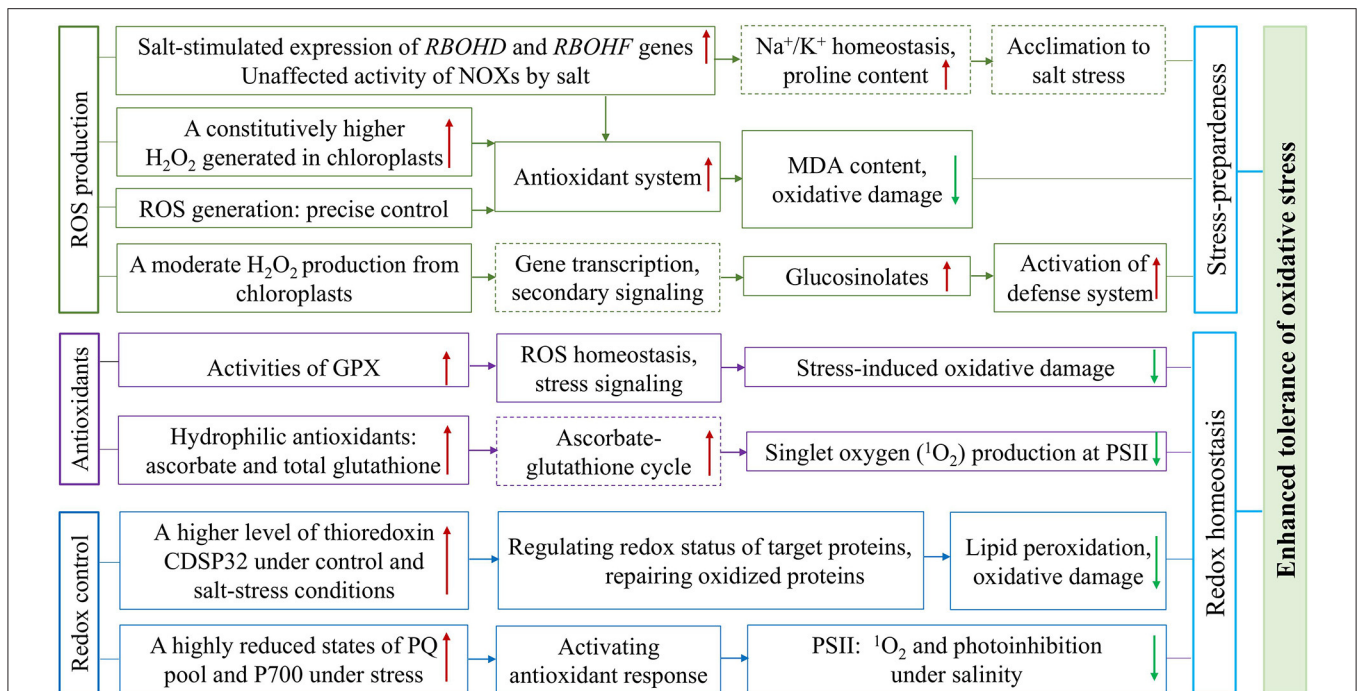 ROS production
Salt-stimulated expression of RBOHD and RBOHF genes
Unaffected activity of NOXs by salt
Na⁺/K⁺ homeostasis,
proline content
Acclimation to
salt stress
A constitutively higher
H₂O₂ generated in chloroplasts
Antioxidant system
MDA content,
oxidative damage
ROS generation: precise control
A moderate H₂O₂ production from
chloroplasts
Gene transcription,
secondary signaling
Glucosinolates
Activation of
defense system
Stress-prepardeness
Antioxidants
Activities of GPX
ROS homeostasis,
stress signaling
Stress-induced oxidative damage
Hydrophilic antioxidants:
ascorbate and total glutathione
Ascorbate-
glutathione cycle
Singlet oxygen (¹O₂) production at PSII
Redox control
A higher level of thioredoxin
CDSP32 under control and
salt-stress conditions
Regulating redox status of target proteins,
repairing oxidized proteins
Lipid peroxidation,
oxidative damage
A highly reduced states of PQ
pool and P700 under stress
Activating
antioxidant response
PSII: ¹O₂ and photoinhibition
under salinity
Redox homeostasis
Enhanced tolerance of oxidative stress